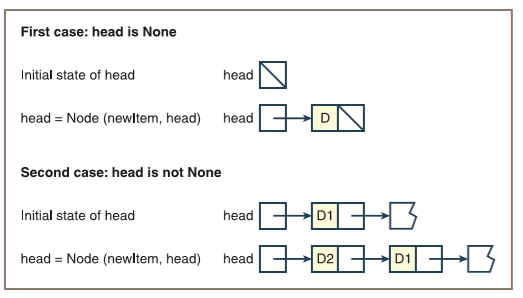 First case: head is None
Initial state of head head
head = Node (newItem, head) head D
Second case: head is not None
Initial state of head head D1
head = Node (newItem, head) head D2 D1